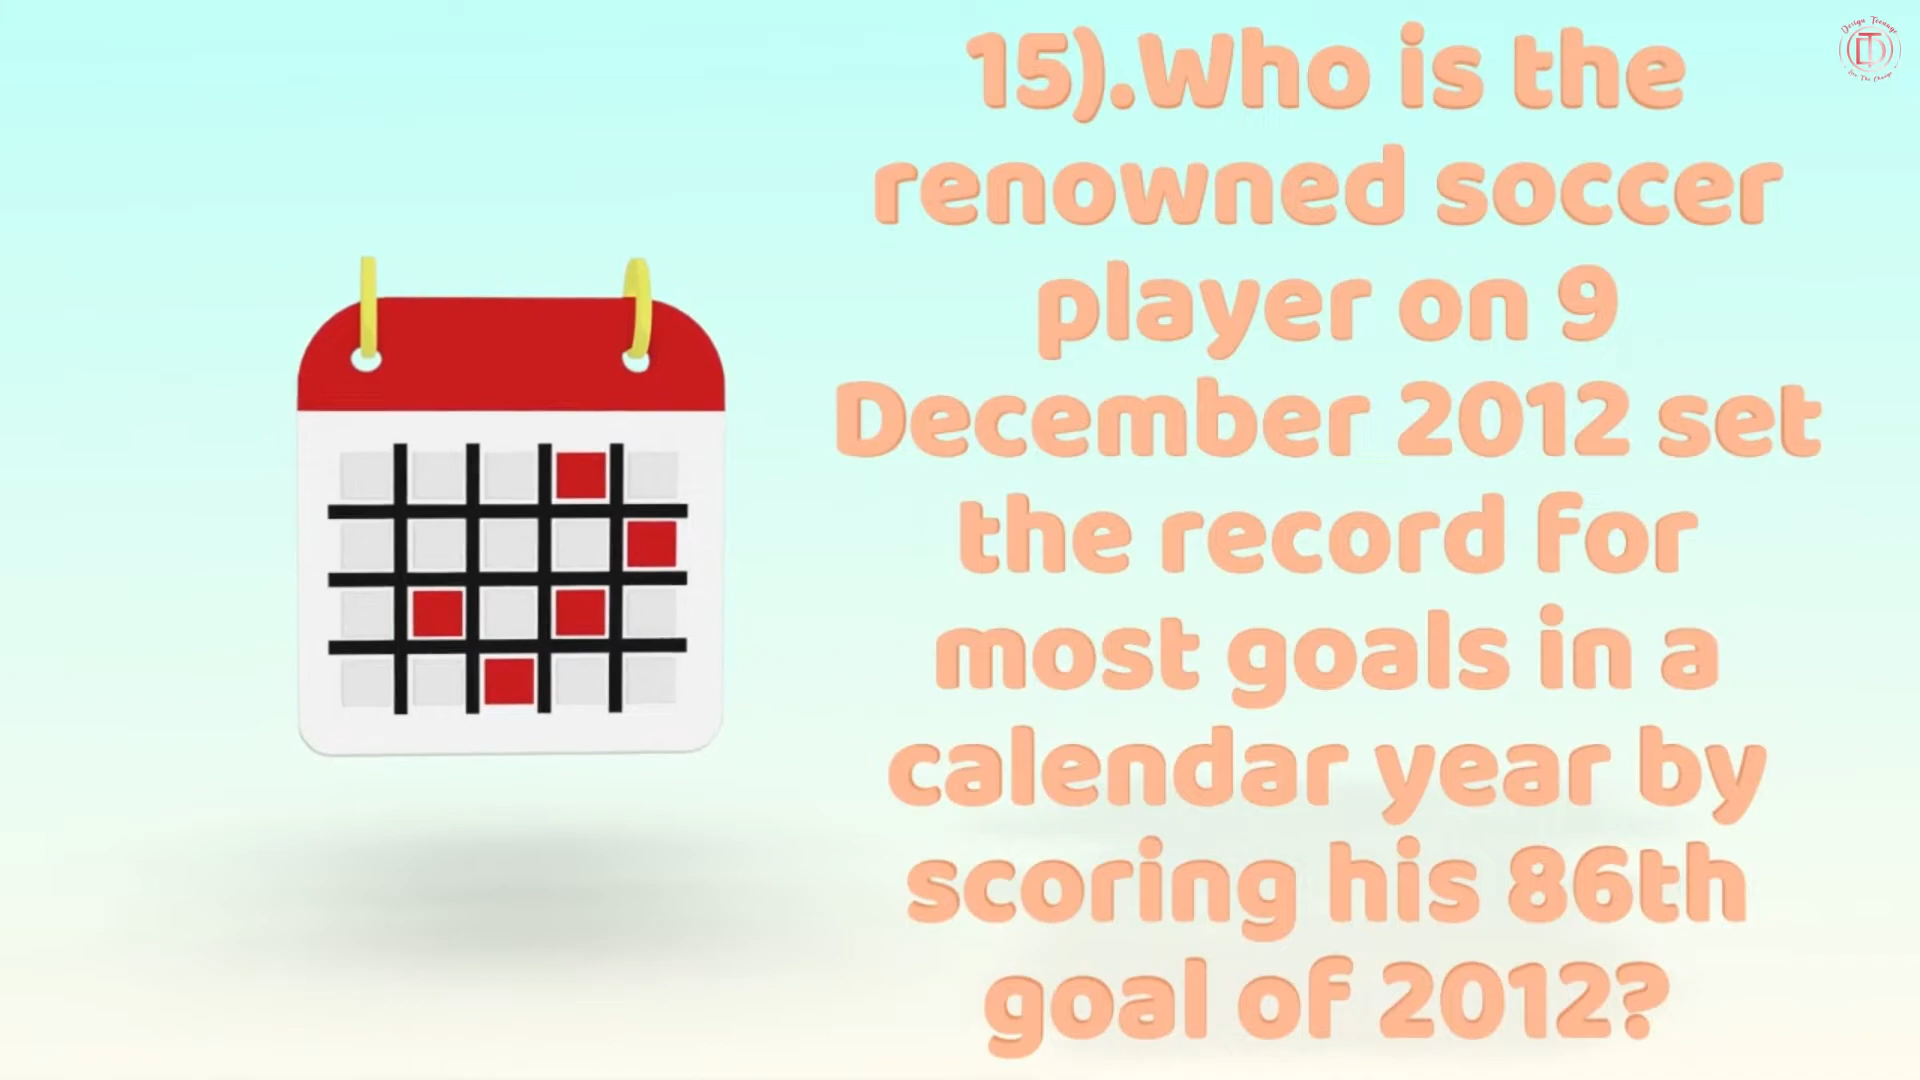 15).Who is the
renowned soccer
player on 9
December 2012 set
the record for
most goals in a
calendar year by
scoring his 86th
goal of 2012?